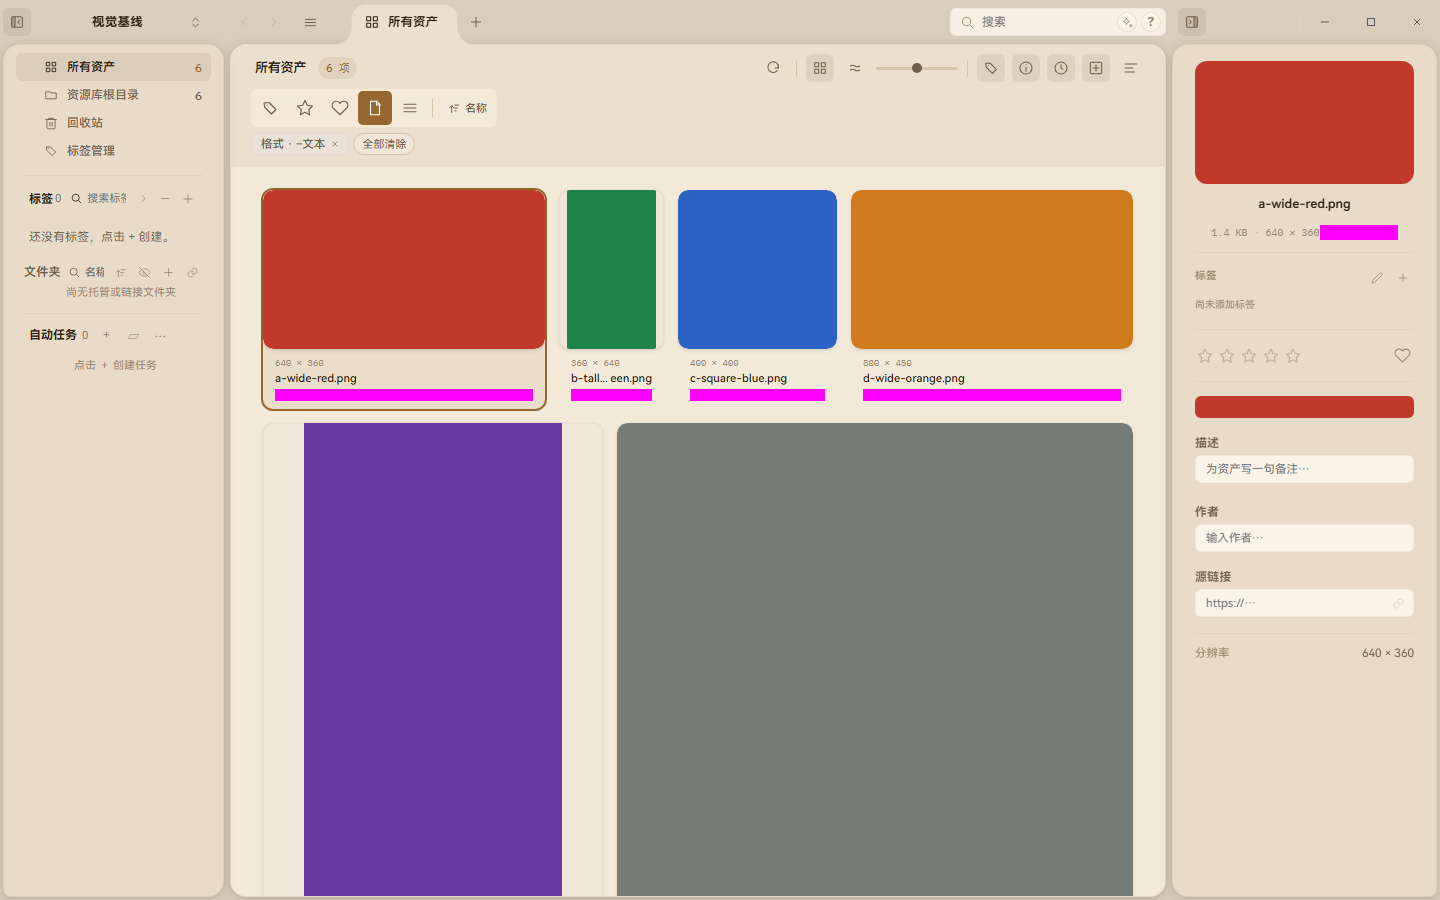 视觉基线
所有资产
搜索
?
所有资产 6
资源库根目录 6
回收站
标签管理
标签 0 搜索标签
还没有标签，点击 + 创建。
文件夹 名称
尚无托管或链接文件夹
自动任务 0
点击 + 创建任务
所有资产 6 项
名称
格式 · −文本 ×
全部清除
640 × 360
a-wide-red.png
360 × 640
b-tall... een.png
400 × 400
c-square-blue.png
800 × 450
d-wide-orange.png
a-wide-red.png
1.4 KB · 640 × 360
标签
尚未添加标签
描述
为资产写一句备注…
作者
输入作者…
源链接
https://…
分辨率 640 × 360